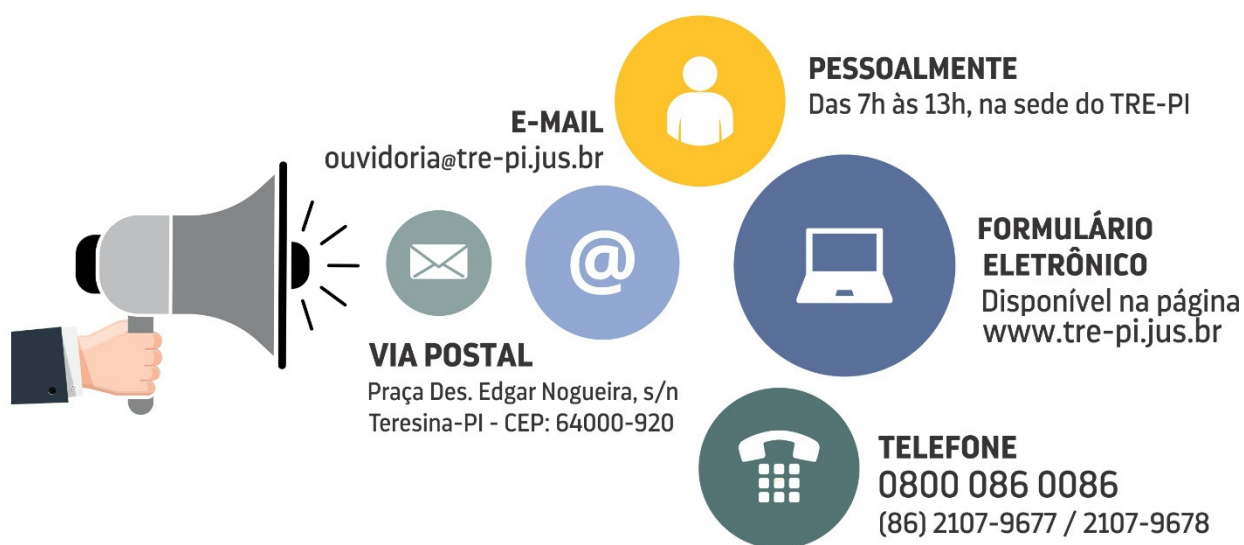 PESSOALMENTE
Das 7h às 13h, na sede do TRE-PI
E-MAIL
ouvidoria@tre-pi.jus.br
@
FORMULÁRIO
ELETRÔNICO
Disponível na página
www.tre-pi.jus.br
VIA POSTAL
Praça Des. Edgar Nogueira, s/n
Teresina-PI - CEP: 64000-920
TELEFONE
0800 086 0086
(86) 2107-9677 / 2107-9678